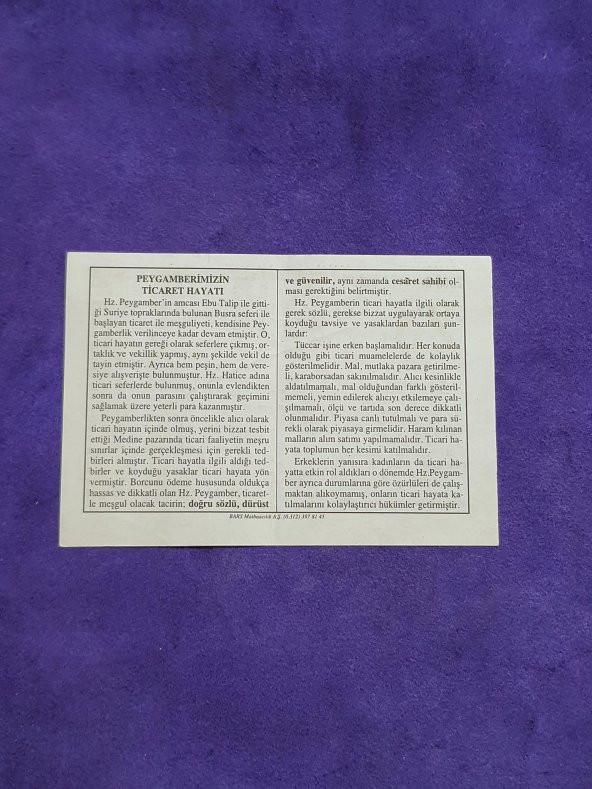 PEYGAMBERİMİZİN
TİCARET HAYATI
Hz. Peygamber'in amcası Ebu Talip ile gitti-
ği Suriye topraklarında bulunan Busra seferi ile
başlayan ticaret ile meşguliyeti, kendisine Pey-
gamberlik verilinceye kadar devam etmiştir. O,
ticari hayatın gereği olarak seferlere çıkmış, or-
taklık ve vekillik yapmış, aynı şekilde vekil de
tayin etmiştir. Ayrıca hem peşin, hem de vere-
siye alışverişte bulunmuştur. Hz. Hatice adına
ticari seferlerde bulunmuş, onunla evlendikten
sonra da onun parasını çalıştırarak geçimini
sağlamak üzere yeterli para kazanmıştır.
Peygamberlikten sonra öncelikle alıcı olarak
ticari hayatın içinde olmuş, yerini bizzat tesbit
ettiği Medine pazarında ticari faaliyetin meşru
sınırlar içinde gerçekleşmesi için gerekli ted-
birleri almıştır. Ticari hayatla ilgili aldığı ted-
birler ve koyduğu yasaklar ticari hayata yön
vermiştir. Borcunu ödeme hususunda oldukça
hassas ve dikkatli olan Hz. Peygamber, ticaret-
le meşgul olacak tacirin; doğru sözlü, dürüst
ve güvenilir, aynı zamanda cesâret sahibi ol-
ması gerektiğini belirtmiştir.
Hz. Peygamberin ticari hayatla ilgili olarak
gerek sözlü, gerekse bizzat uygulayarak ortaya
koyduğu tavsiye ve yasaklardan bazıları şun-
lardır:
Tüccar işine erken başlamalıdır. Her konuda
olduğu gibi ticari muamelelerde de kolaylık
gösterilmelidir. Mal, mutlaka pazara getirilme-
li, karaborsadan sakınılmalıdır. Alıcı kesinlikle
aldatılmamalı, mal olduğundan farklı gösteril-
memeli, yemin edilerek alıcıyı etkilemeye çalı-
şılmamalı, ölçü ve tartıda son derece dikkatli
olunmalıdır. Piyasa canlı tutulmalı ve para sü-
rekli olarak piyasaya girmelidir. Haram kılınan
malların alım satımı yapılmamalıdır. Ticari ha-
yata toplumun her kesimi katılmalıdır.
Erkeklerin yanısıra kadınların da ticari ha-
yatta etkin rol aldıkları o dönemde Hz.Peygam-
ber ayrıca durumlarına göre özürlüleri de çalış-
maktan alıkoymamış, onların ticari hayata ka-
tılmalarını kolaylaştırıcı hükümler getirmiştir.
BARS Matbaacılık A.Ş. (0.312) 397 81 45